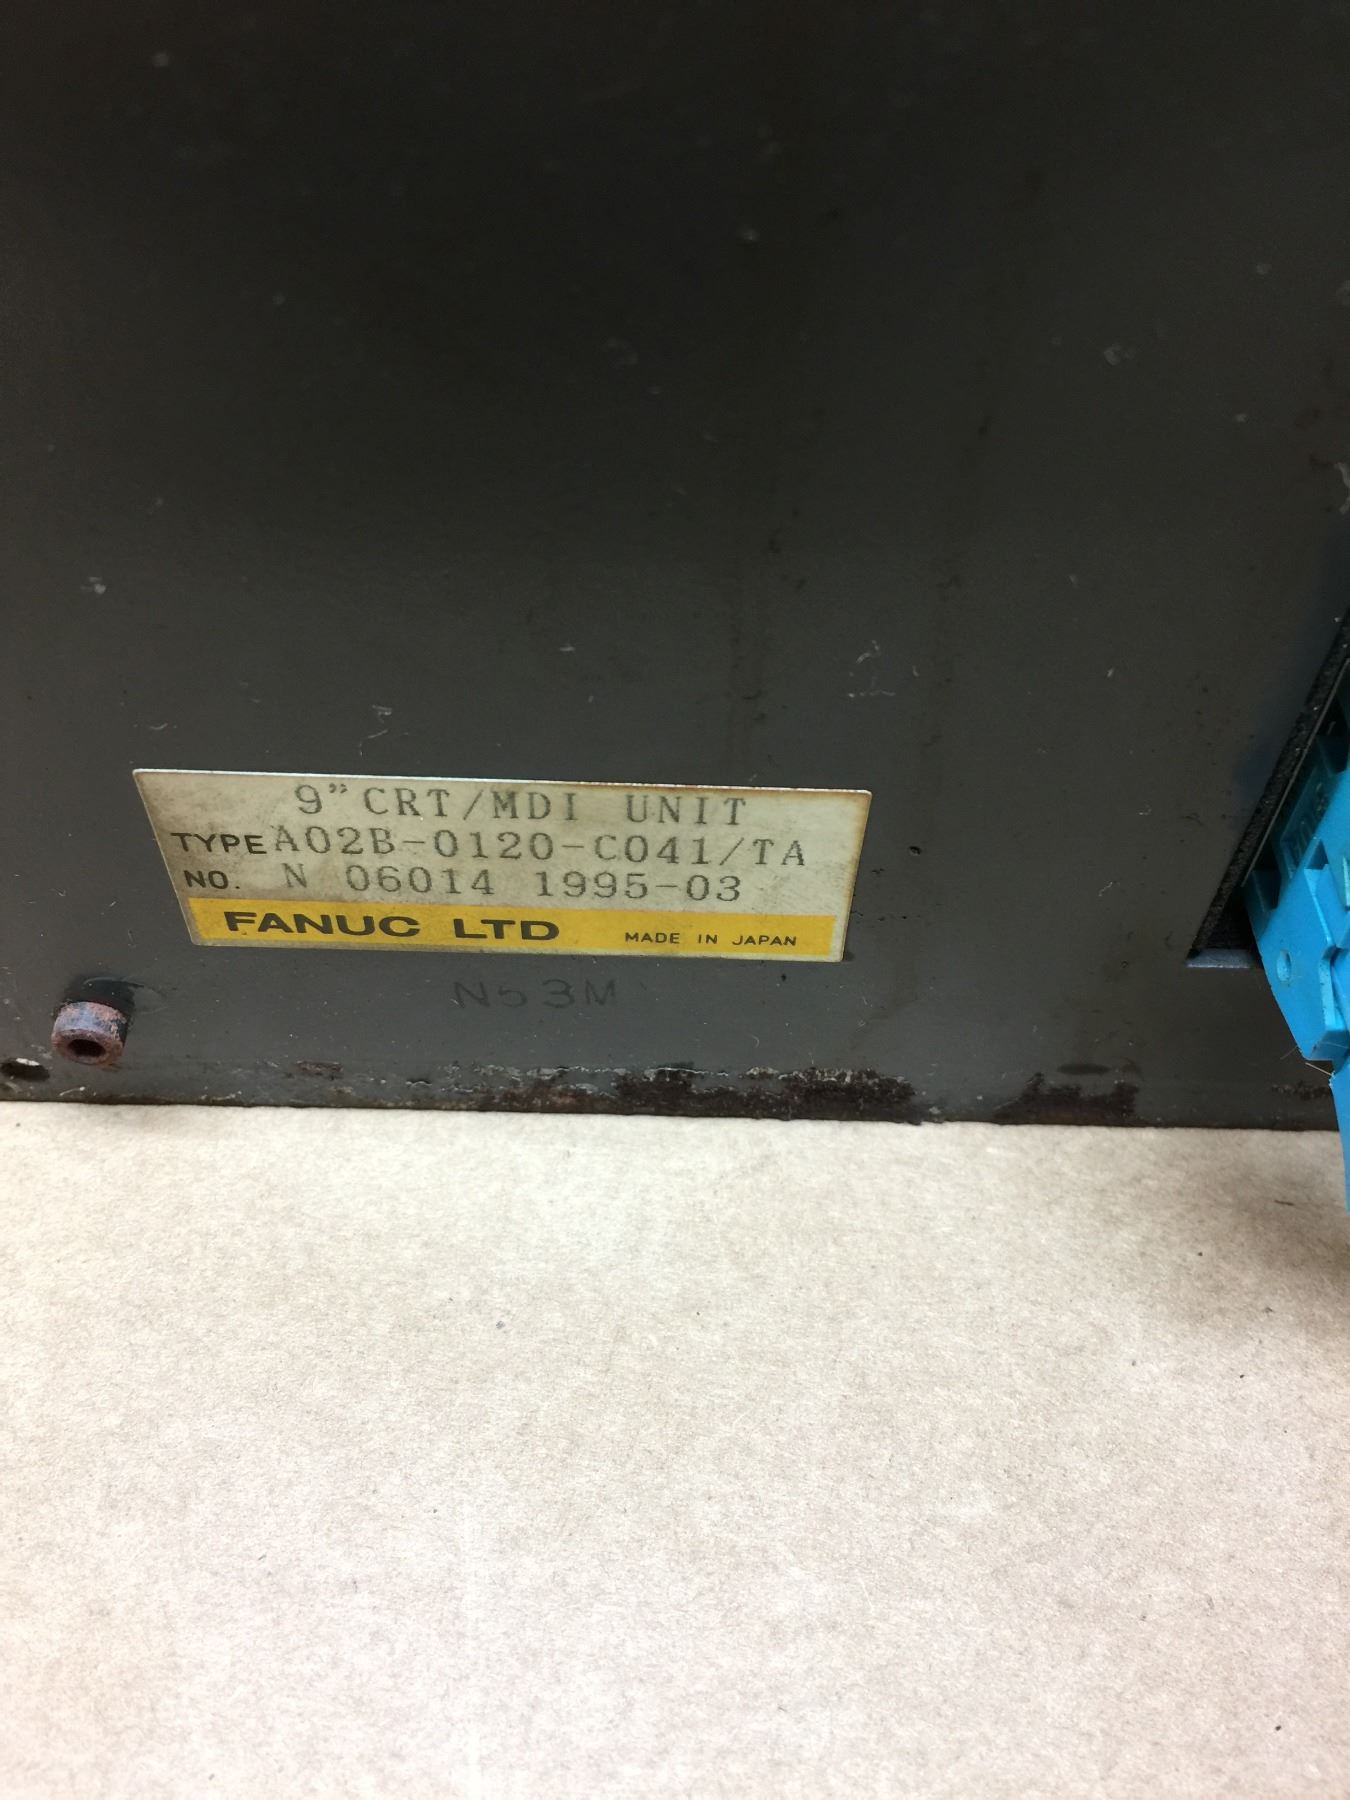 9" CRT/MDI UNIT
TYPE A02B-0120-C041/TA
NO. N 06014 1995-03
FANUC LTD MADE IN JAPAN
N53M